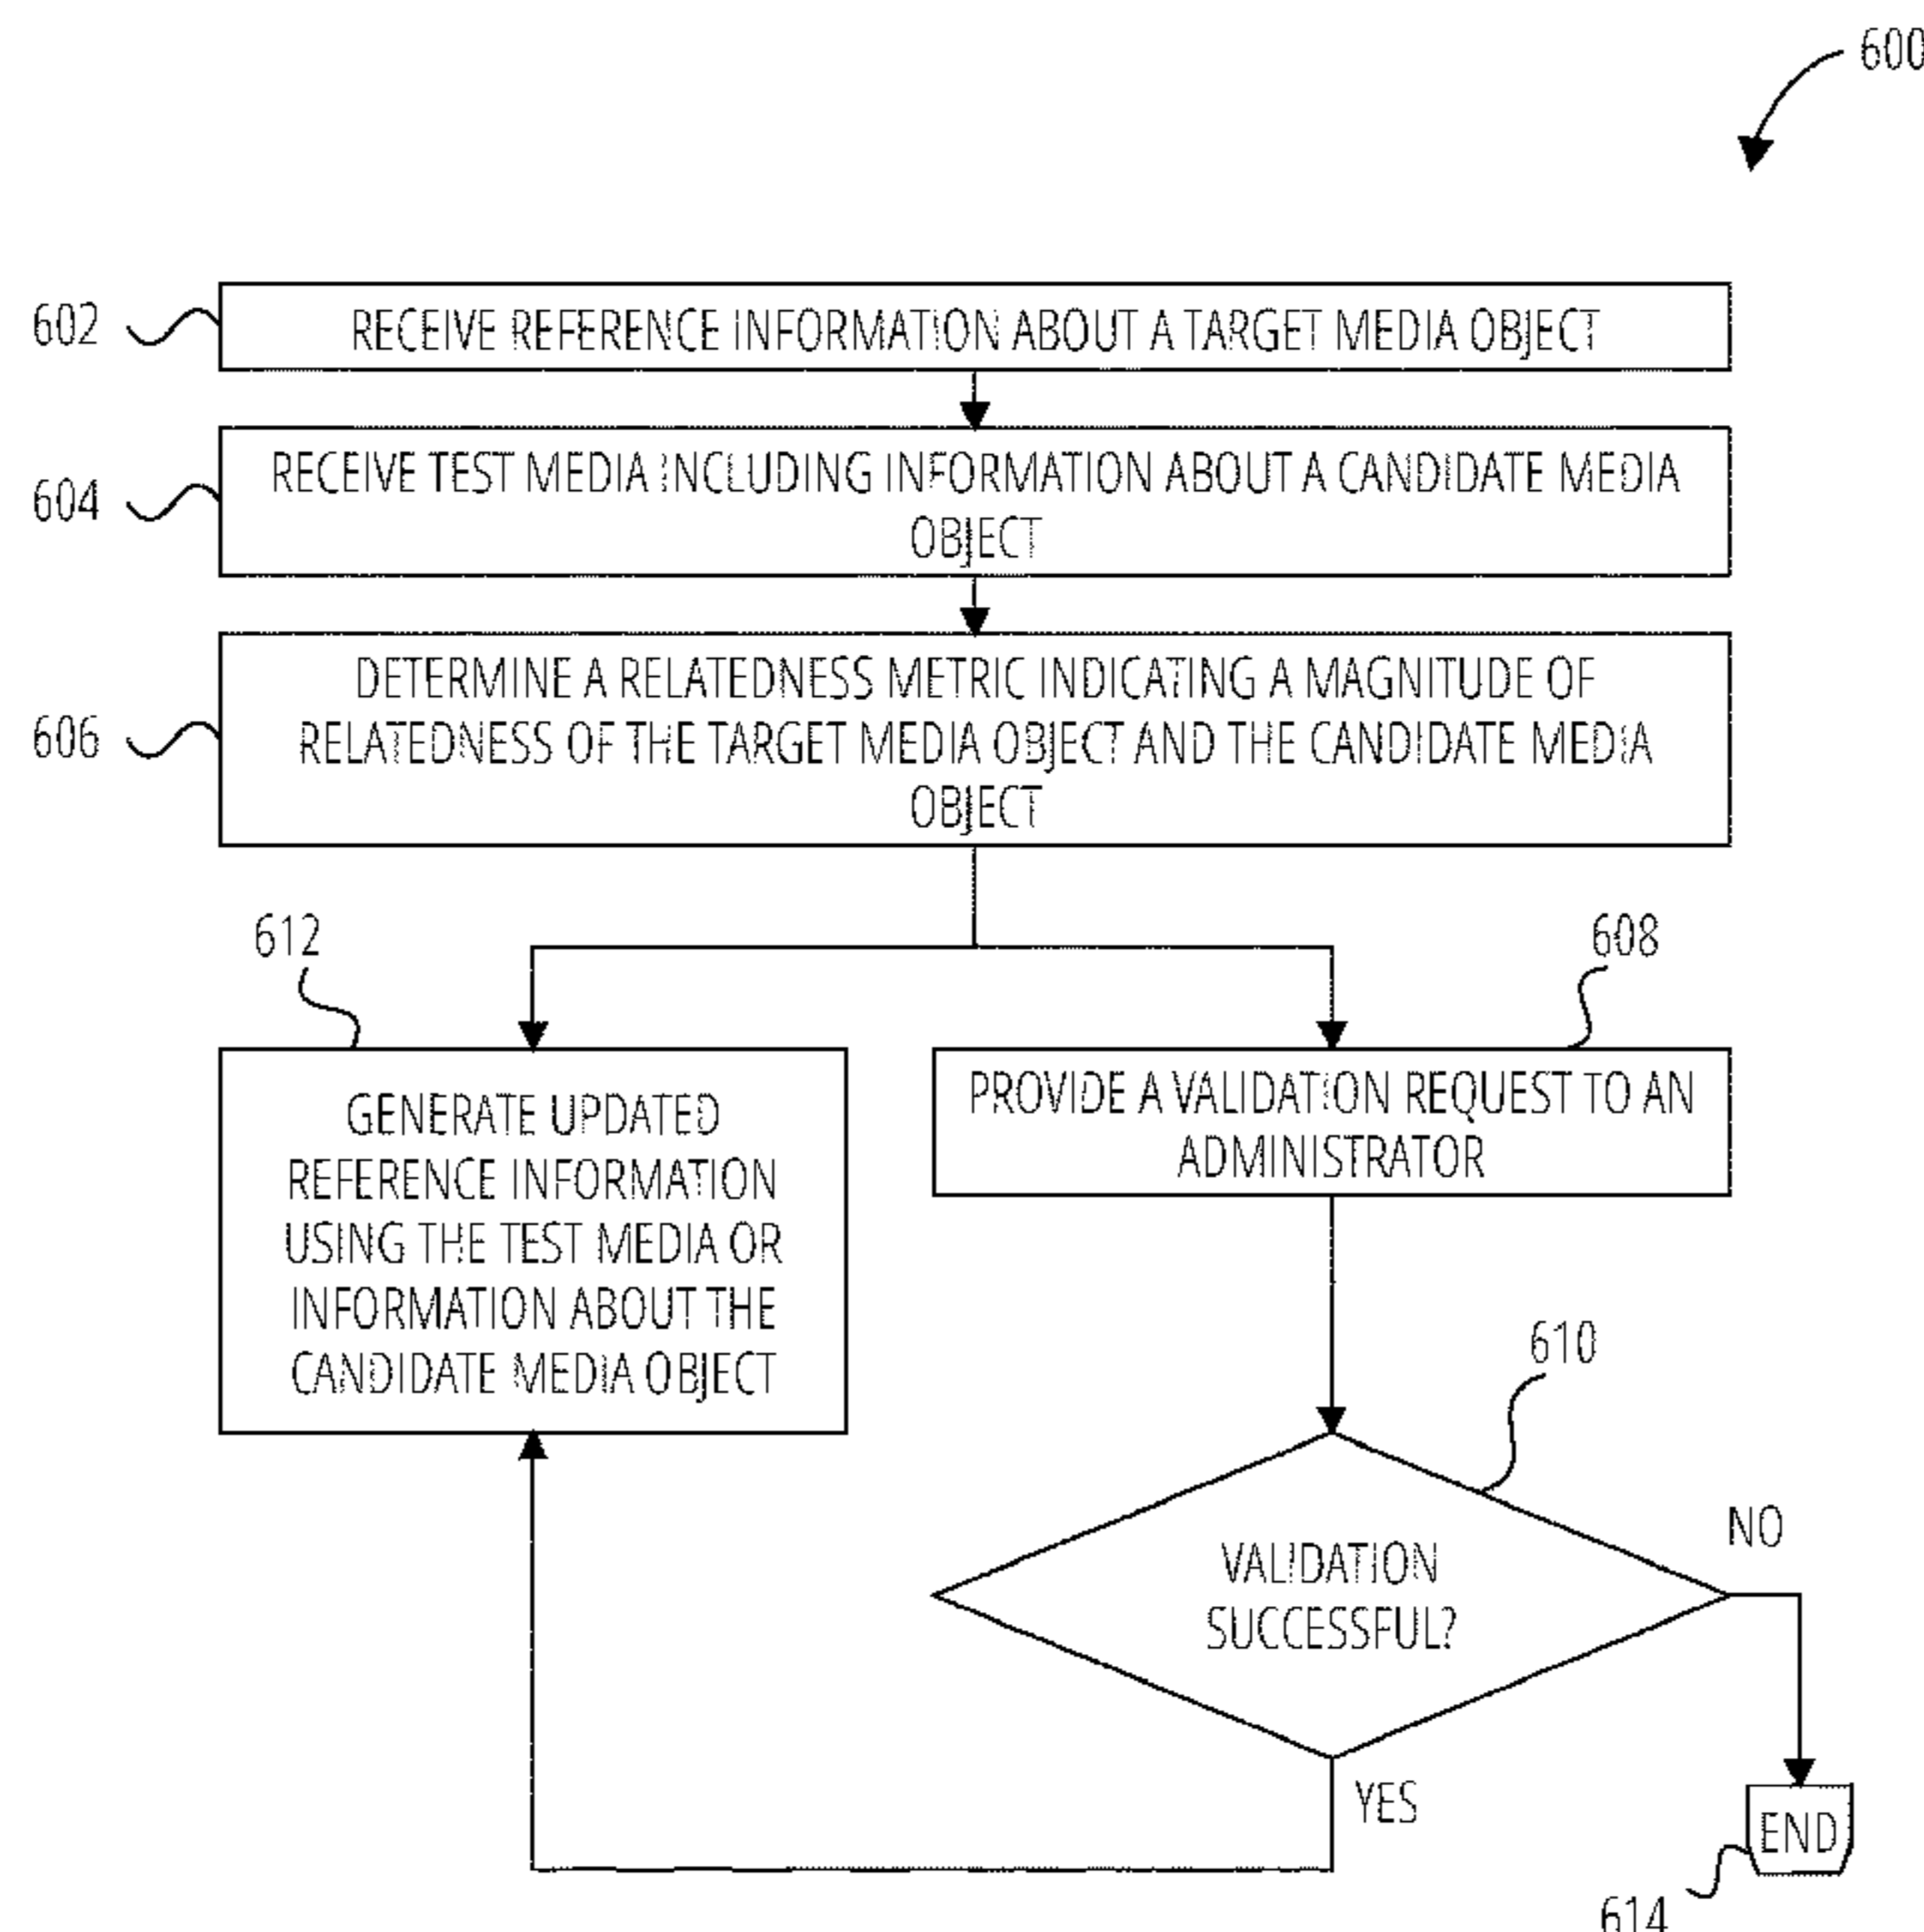 600
602
RECEIVE REFERENCE INFORMATION ABOUT A TARGET MEDIA OBJECT
604
RECEIVE TEST MEDIA INCLUDING INFORMATION ABOUT A CANDIDATE MEDIA
OBJECT
606
DETERMINE A RELATEDNESS METRIC INDICATING A MAGNITUDE OF
RELATEDNESS OF THE TARGET MEDIA OBJECT AND THE CANDIDATE MEDIA
OBJECT
612
GENERATE UPDATED
REFERENCE INFORMATION
USING THE TEST MEDIA OR
INFORMATION ABOUT THE
CANDIDATE MEDIA OBJECT
608
PROVIDE A VALIDATION REQUEST TO AN
ADMINISTRATOR
610
VALIDATION
SUCCESSFUL?
NO
YES
END
614